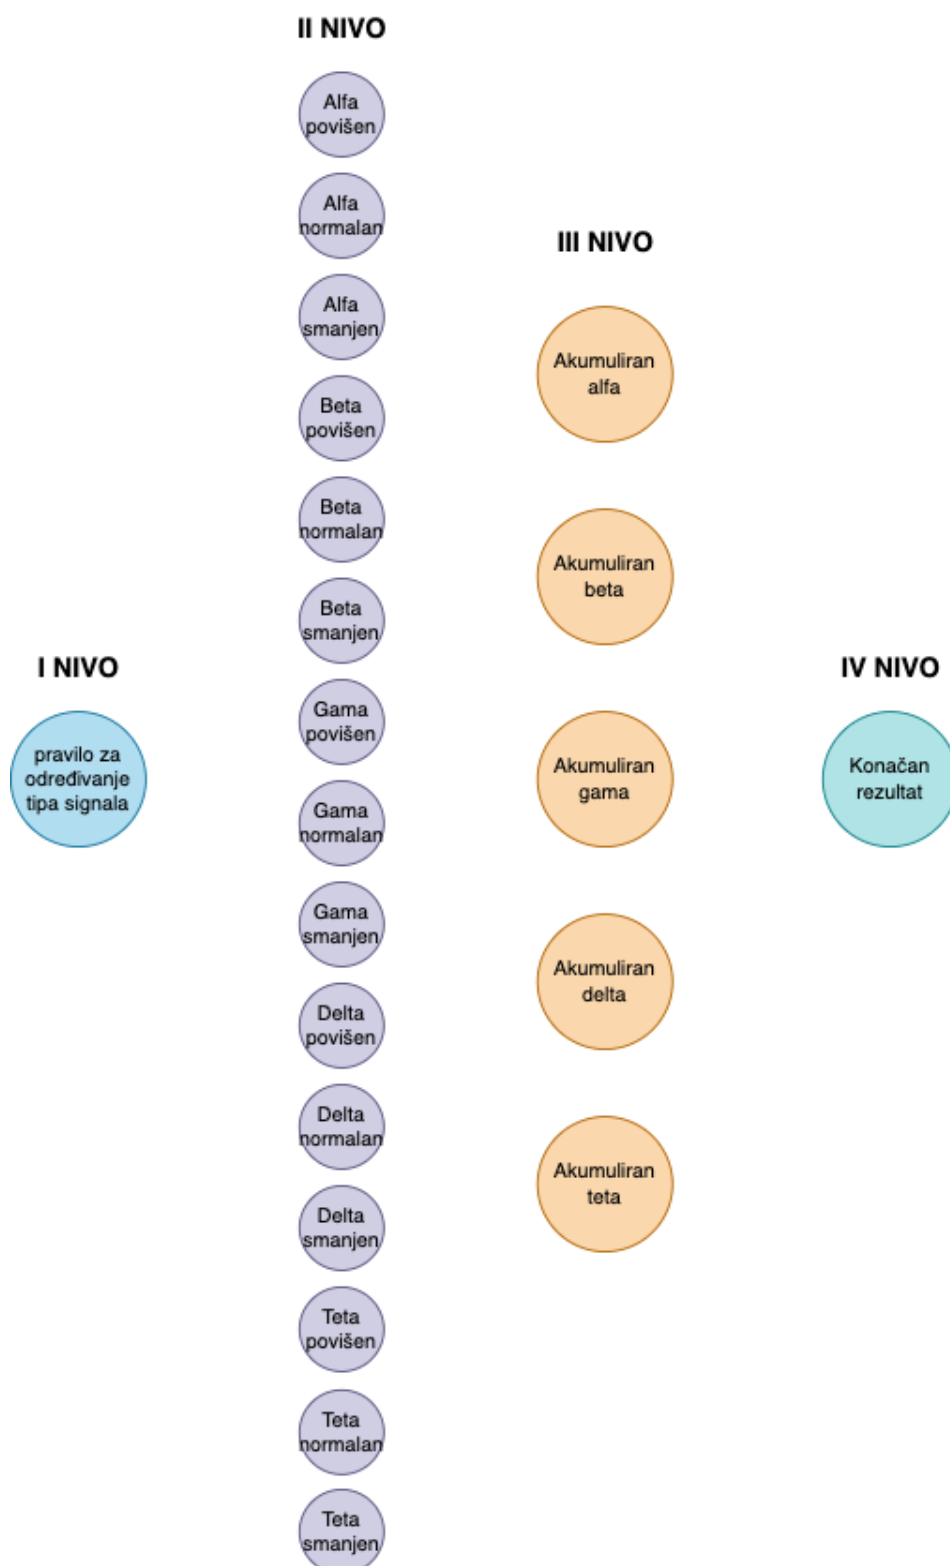 I NIVO
pravilo za
određivanje
tipa signala
II NIVO
Alfa
povišen
Alfa
normalan
Alfa
smanjen
Beta
povišen
Beta
normalan
Beta
smanjen
Gama
povišen
Gama
normalan
Gama
smanjen
Delta
povišen
Delta
normalan
Delta
smanjen
Teta
povišen
Teta
normalan
Teta
smanjen
III NIVO
Akumuliran
alfa
Akumuliran
beta
Akumuliran
gama
Akumuliran
delta
Akumuliran
teta
IV NIVO
Konačan
rezultat